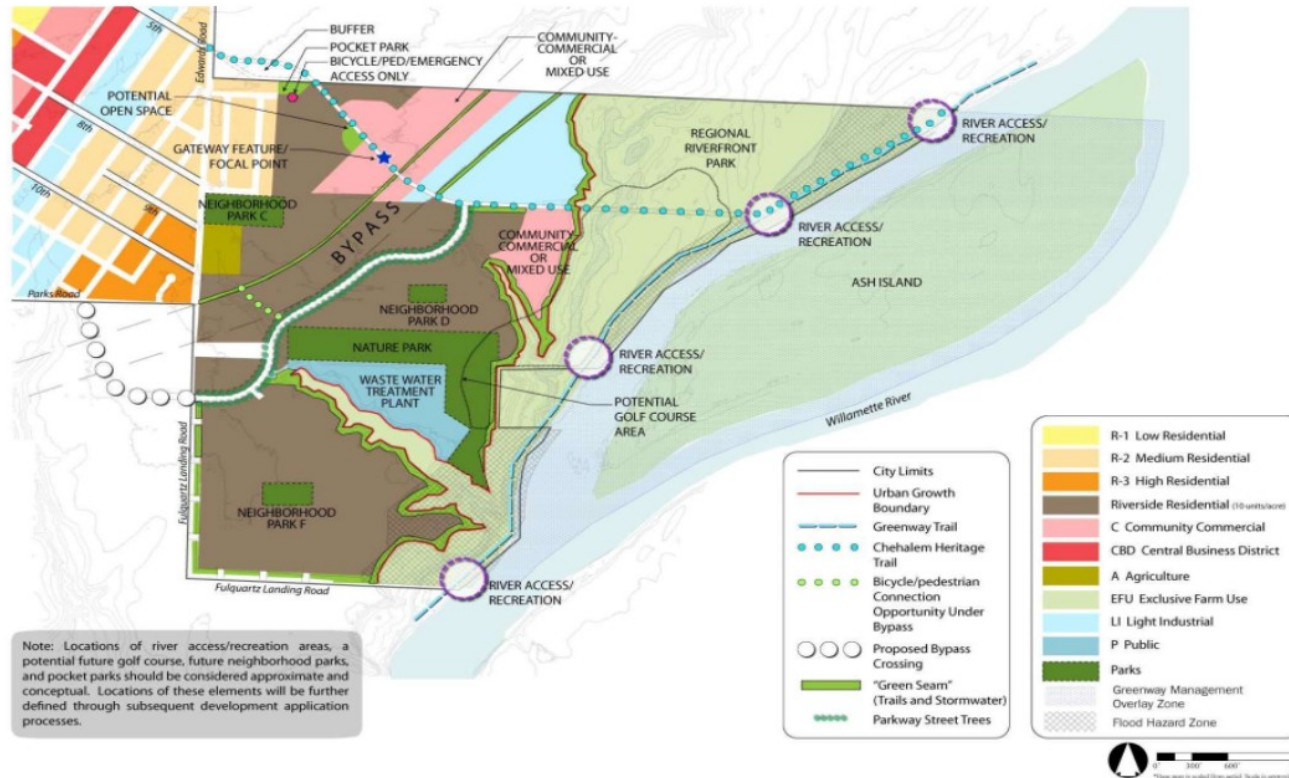 5th
Edwards Road
BUFFER
POCKET PARK
BICYCLE/PED/EMERGENCY
ACCESS ONLY
COMMUNITY-
COMMERCIAL
OR
MIXED USE
POTENTIAL
OPEN SPACE
8th
GATEWAY FEATURE/
FOCAL POINT
10th
9th
NEIGHBORHOOD
PARK C
BYPASS
REGIONAL
RIVERFRONT
PARK
RIVER ACCESS/
RECREATION
RIVER ACCESS/
RECREATION
COMMUNITY-
COMMERCIAL
OR
MIXED USE
ASH ISLAND
Parks Road
NEIGHBORHOOD
PARK D
NATURE PARK
RIVER ACCESS/
RECREATION
WASTE WATER
TREATMENT
PLANT
POTENTIAL
GOLF COURSE
AREA
Willamette River
Fulquartz Landing Road
NEIGHBORHOOD
PARK F
Fulquartz Landing Road
RIVER ACCESS/
RECREATION
Note: Locations of river access/recreation areas, a
potential future golf course, future neighborhood parks,
and pocket parks should be considered approximate and
conceptual. Locations of these elements will be further
defined through subsequent development application
processes.
City Limits
Urban Growth
Boundary
Greenway Trail
Chehalem Heritage
Trail
Bicycle/pedestrian
Connection
Opportunity Under
Bypass
Proposed Bypass
Crossing
"Green Seam"
(Trails and Stormwater)
Parkway Street Trees
R-1 Low Residential
R-2 Medium Residential
R-3 High Residential
Riverside Residential (10 units/acre)
C Community Commercial
CBD Central Business District
A Agriculture
EFU Exclusive Farm Use
LI Light Industrial
P Public
Parks
Greenway Management
Overlay Zone
Flood Hazard Zone
0' 300' 600'